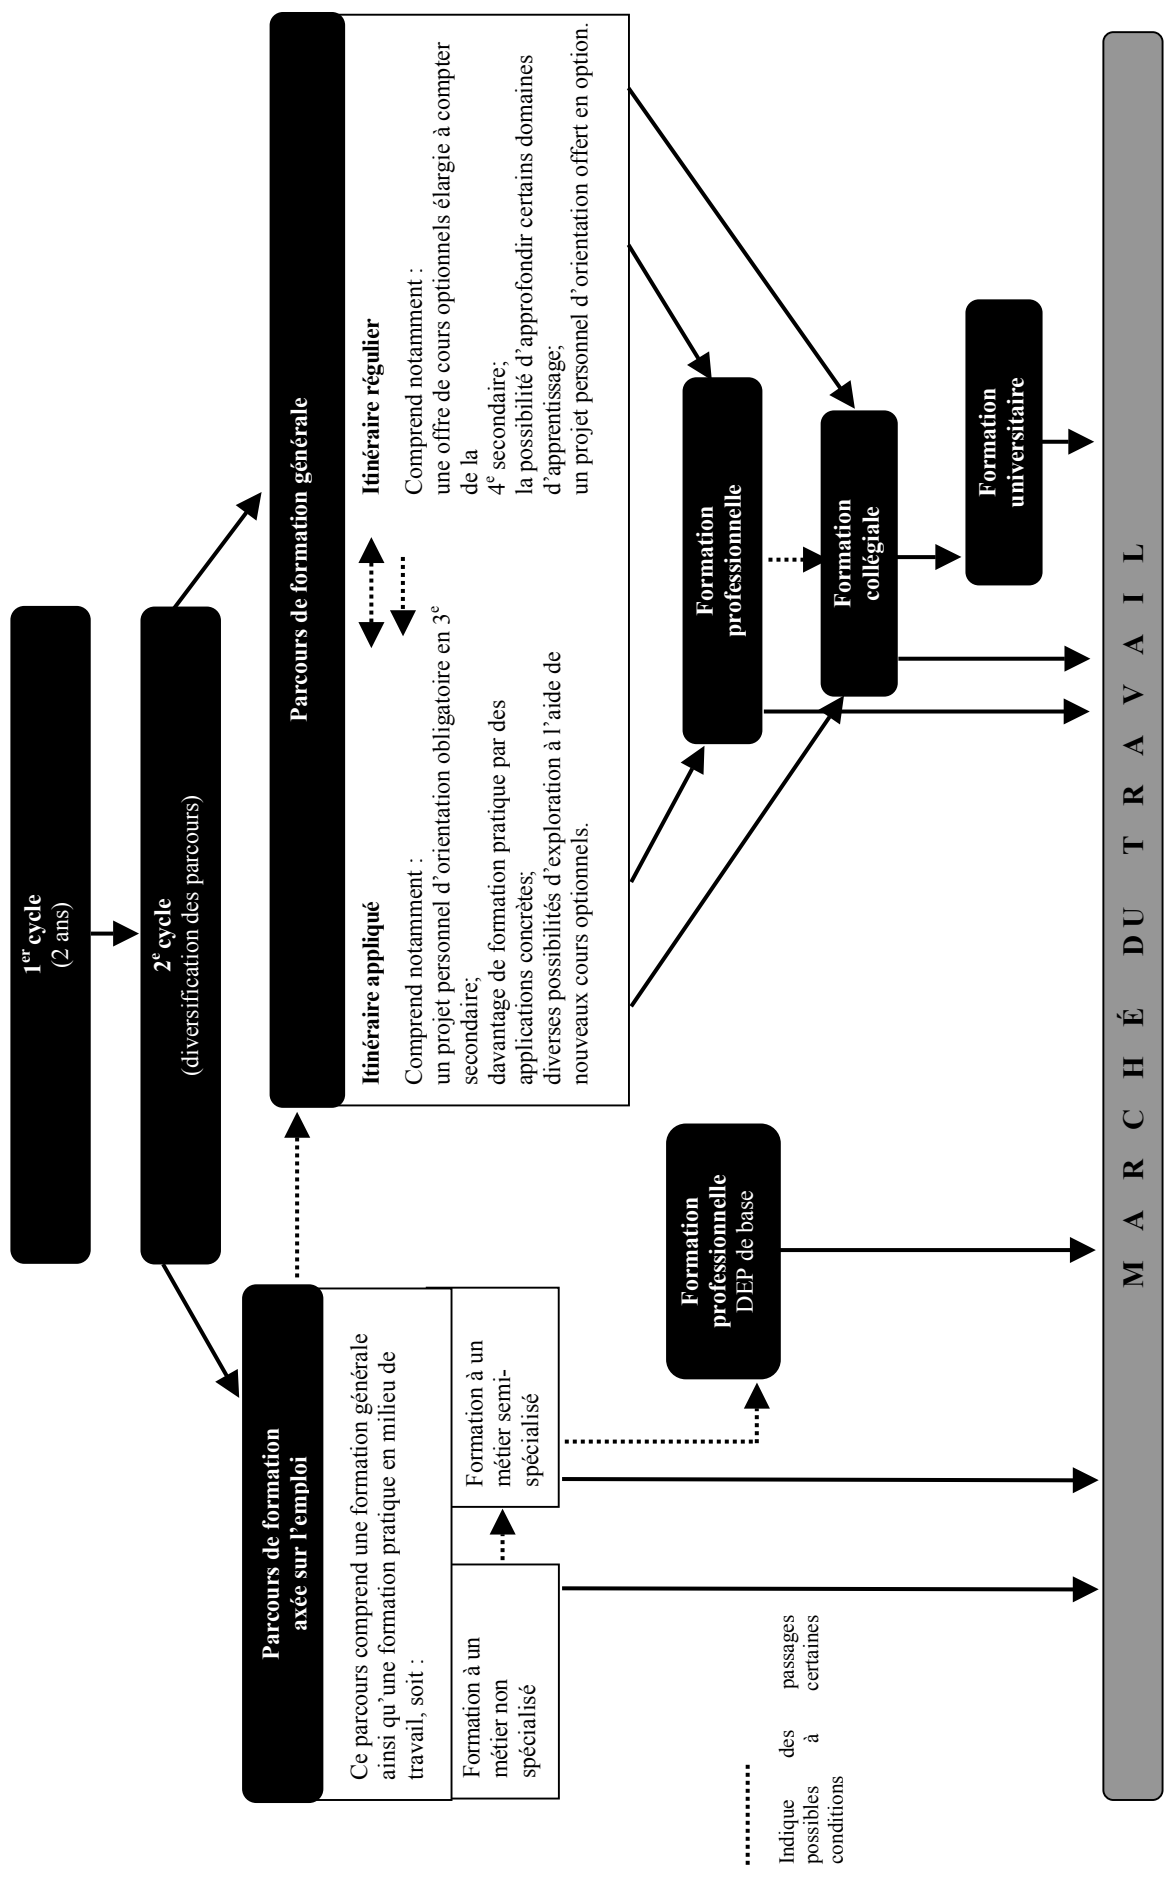 1er cycle
(2 ans)
2e cycle
(diversification des parcours)
Parcours de formation
axée sur l'emploi
Ce parcours comprend une formation générale
ainsi qu'une formation pratique en milieu de
travail, soit :
Formation à un
métier non
spécialisé
Formation à un
métier semi-
spécialisé
Parcours de formation générale
Itinéraire appliqué
Comprend notamment :
un projet personnel d'orientation obligatoire en 3e
secondaire;
davantage de formation pratique par des
applications concrètes;
diverses possibilités d'exploration à l'aide de
nouveaux cours optionnels.
Itinéraire régulier
Comprend notamment :
une offre de cours optionnels élargie à compter
de la
4e secondaire;
la possibilité d'approfondir certains domaines
d'apprentissage;
un projet personnel d'orientation offert en option.
Formation
professionnelle
DEP de base
Formation
professionnelle
Formation
collégiale
Formation
universitaire
Indique des passages
possibles à certaines
conditions
MARCHÉ DU TRAVAIL